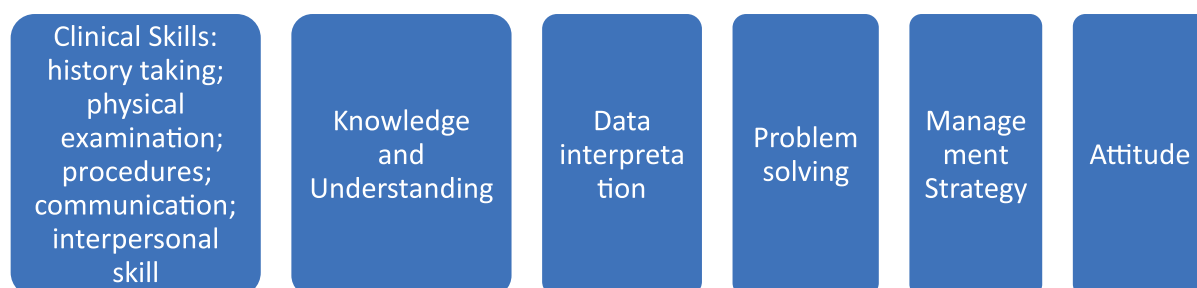 Clinical Skills:
history taking;
physical
examination;
procedures;
communication;
interpersonal
skill
Knowledge
and
Understanding
Data
interpreta
tion
Problem
solving
Manage
ment
Strategy
Attitude